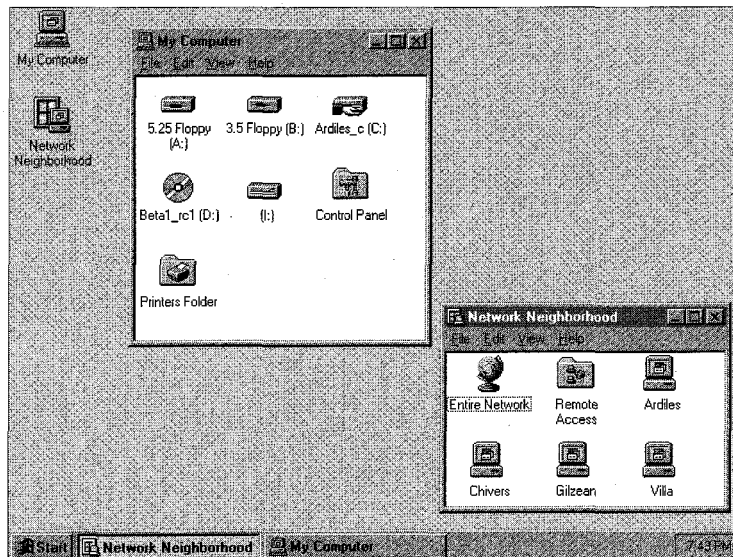 My Computer
Network
Neighborhood
My Computer
File Edit View Help
5.25 Floppy
(A:)
3.5 Floppy (B:)
Ardiles_c (C:)
Beta1_rc1 (D:)
(I:)
Control Panel
Printers Folder
Network Neighborhood
File Edit View Help
Entire Network
Remote
Access
Ardiles
Chivers
Gilzean
Villa
Start
Network Neighborhood
My Computer
7:43 PM